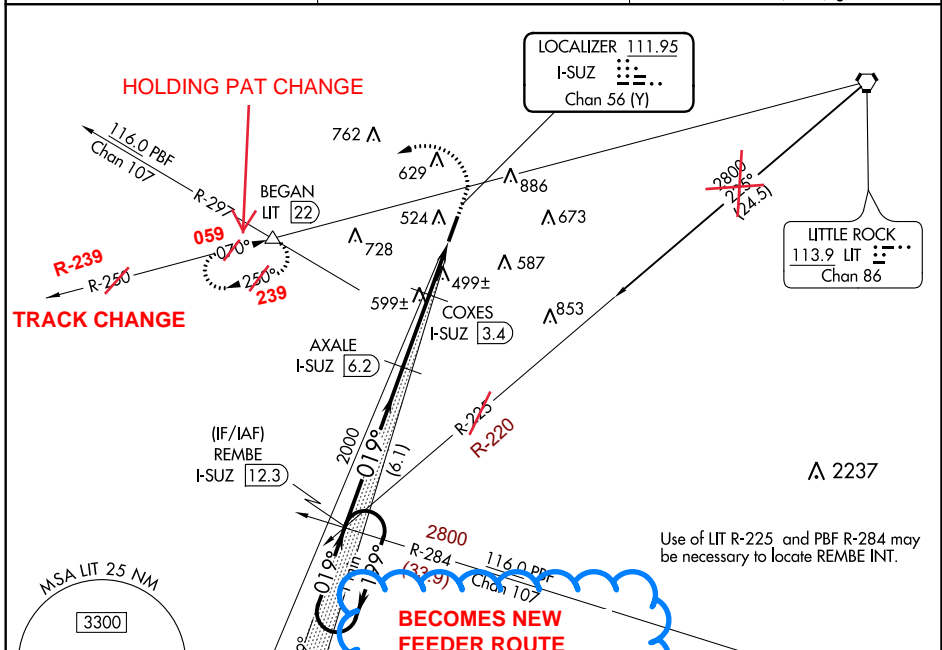 LOCALIZER 111.95
I-SUZ
Chan 56 (Y)
HOLDING PAT CHANGE
116.0 PBF
Chan 107
R-297
762
629
886
BEGAN
LIT 22
524
673
728
059
070°
250°
239
R-239
R-250
TRACK CHANGE
587
499±
599±
COXES
I-SUZ 3.4
853
2800
225°
(24.5)
LITTLE ROCK
113.9 LIT
Chan 86
AXALE
I-SUZ 6.2
R-225
R-220
2000
019°
(6.1)
(IF/IAF)
REMBE
I-SUZ 12.3
2237
2800
R-284
116.0 PBF
(33.9)
Chan 107
Use of LIT R-225 and PBF R-284 may
be necessary to locate REMBE INT.
019°
199°
MSA LIT 25 NM
3300
BECOMES NEW
FEEDER ROUTE